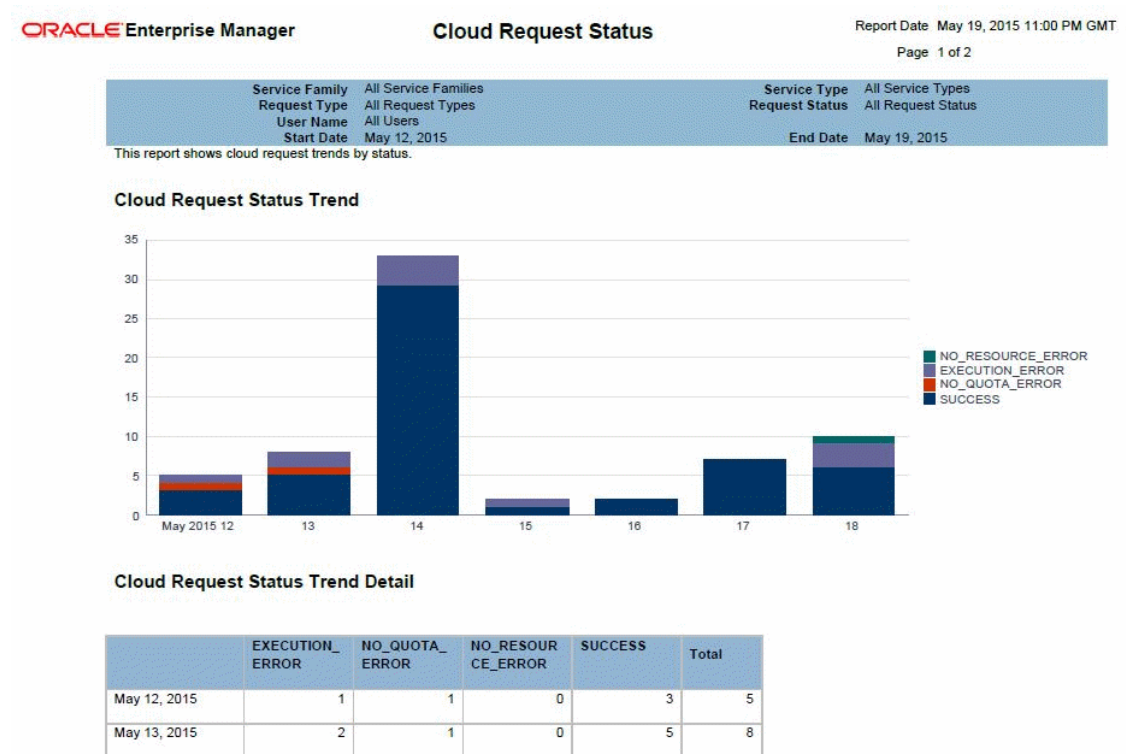 ORACLE Enterprise Manager
Cloud Request Status
Report Date May 19, 2015 11:00 PM GMT
Page 1 of 2
Service Family All Service Families
Service Type All Service Types
Request Type All Request Types
Request Status All Request Status
User Name All Users
Start Date May 12, 2015
End Date May 19, 2015
This report shows cloud request trends by status.
Cloud Request Status Trend
35
30
25
20
15
10
5
0
May 2015 12 13 14 15 16 17 18
NO_RESOURCE_ERROR
EXECUTION_ERROR
NO_QUOTA_ERROR
SUCCESS
Cloud Request Status Trend Detail
EXECUTION_ NO_QUOTA_ NO_RESOUR SUCCESS Total
ERROR ERROR CE_ERROR
May 12, 2015 1 1 0 3 5
May 13, 2015 2 1 0 5 8